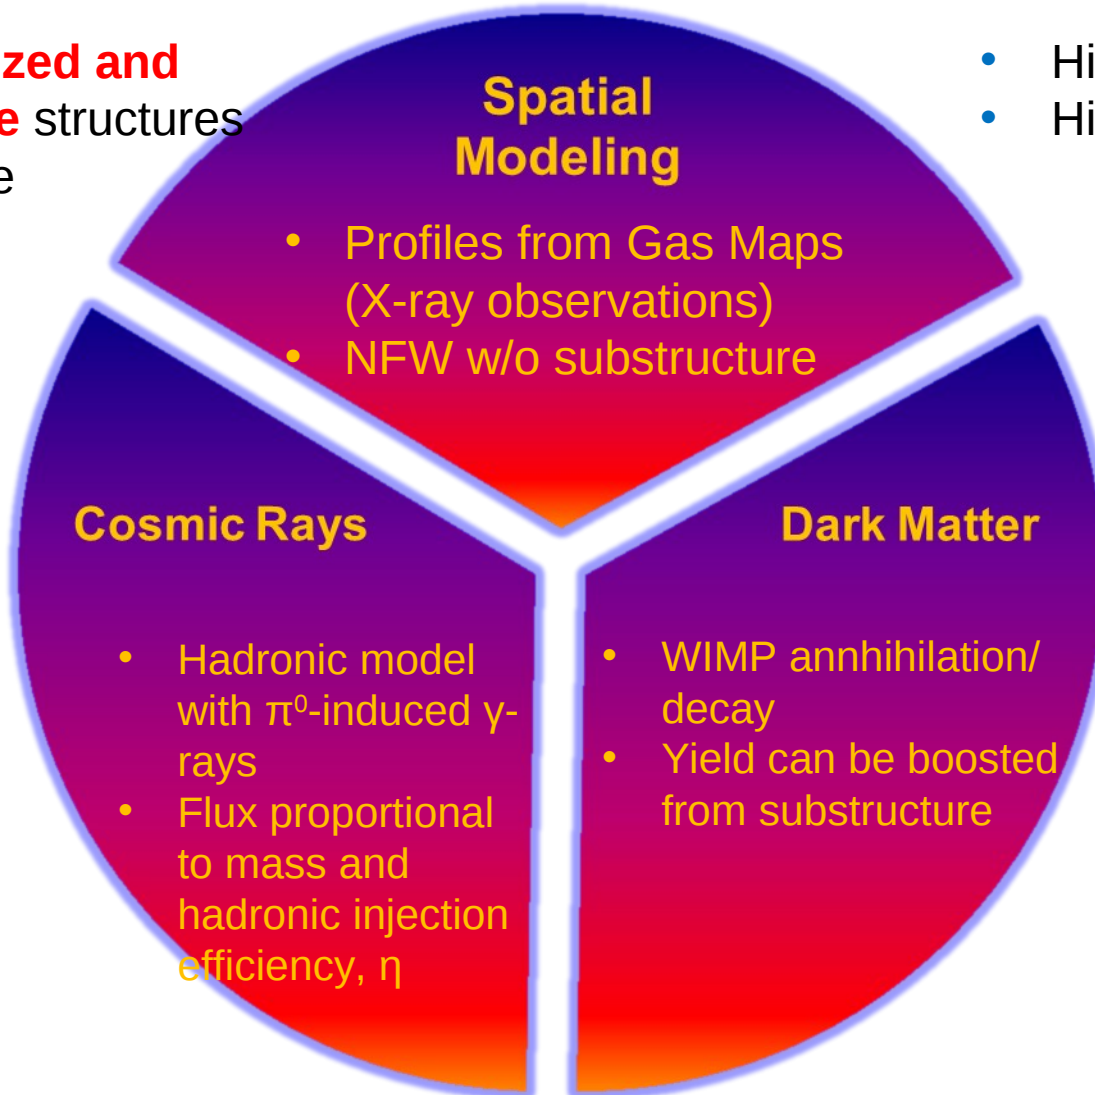 zed and
e structures
e
Hi
Hi
Spatial
Modeling
• Profiles from Gas Maps
(X-ray observations)
• NFW w/o substructure
Cosmic Rays
• Hadronic model
with π⁰-induced γ-
rays
• Flux proportional
to mass and
hadronic injection
efficiency, η
Dark Matter
• WIMP annhihilation/
decay
• Yield can be boosted
from substructure